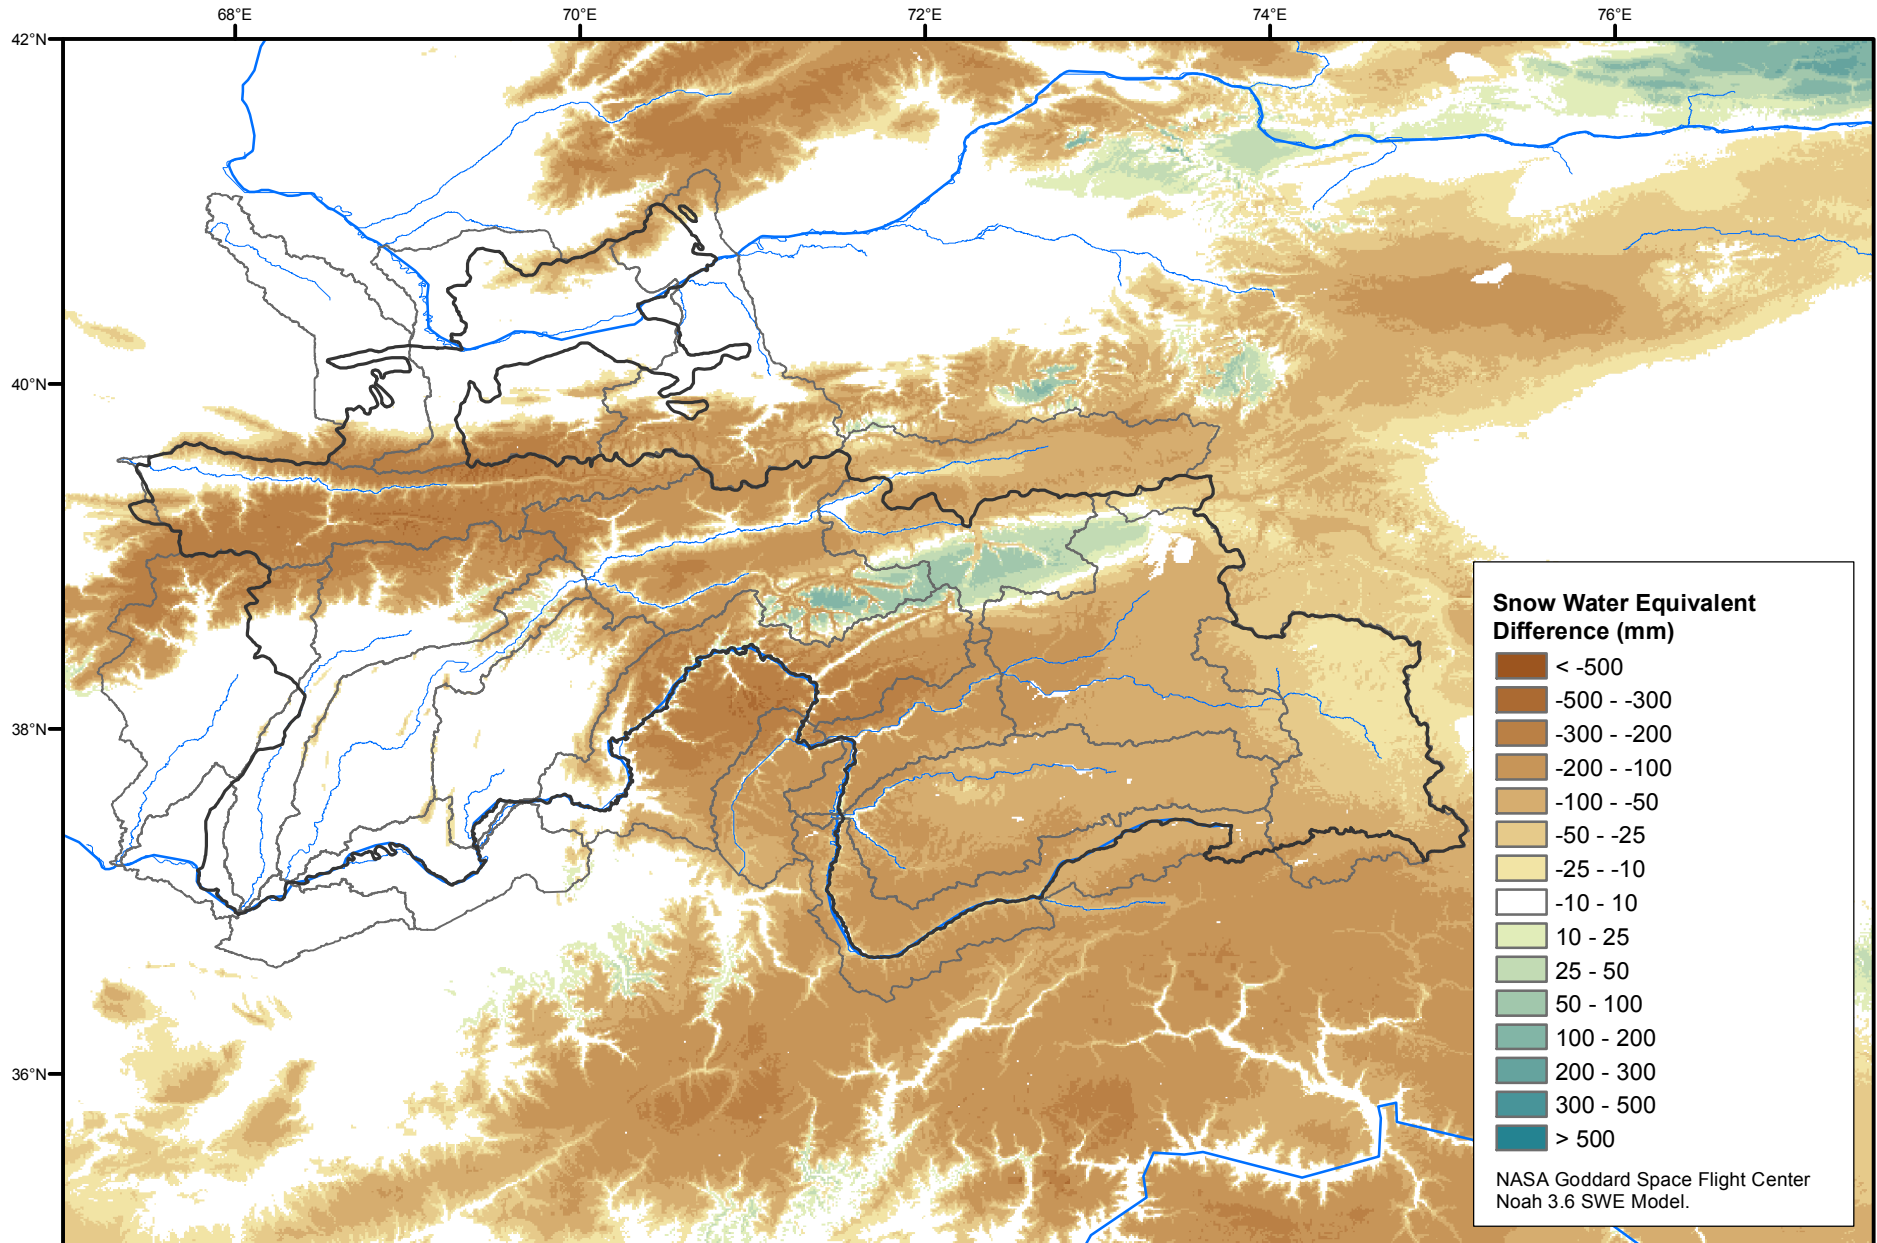 68°E
70°E
72°E
74°E
76°E
42°N
40°N
38°N
36°N
Snow Water Equivalent
Difference (mm)
< -500
-500 - -300
-300 - -200
-200 - -100
-100 - -50
-50 - -25
-25 - -10
-10 - 10
10 - 25
25 - 50
50 - 100
100 - 200
200 - 300
300 - 500
> 500
NASA Goddard Space Flight Center
Noah 3.6 SWE Model.